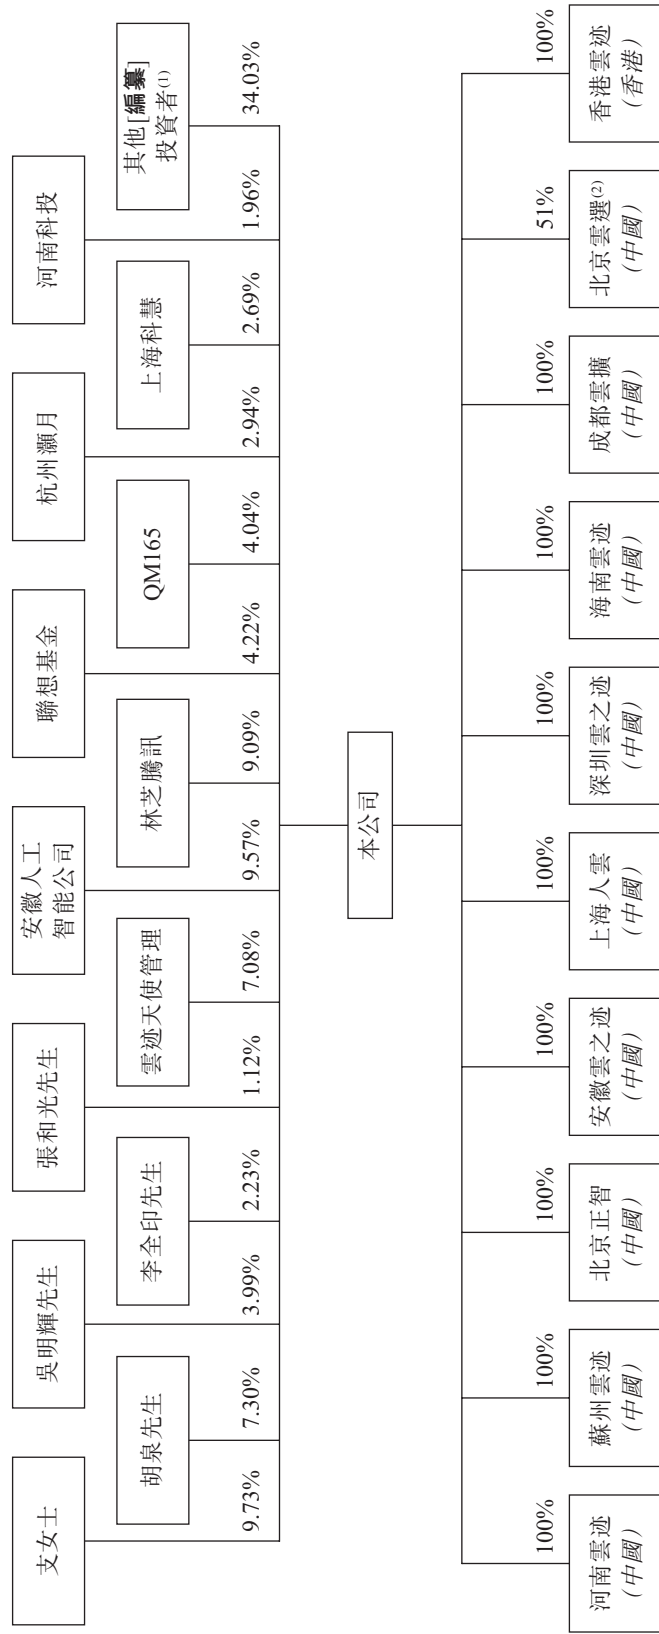 支女士
吳明輝先生
張和光先生
安徽人工
智能公司
聯想基金
杭州灝月
河南科投
胡泉先生
李全印先生
雲迹天使管理
林芝騰訊
QM165
上海科慧
其他[編纂]
投資者(1)
9.73%
7.30%
3.99%
2.23%
1.12%
7.08%
9.57%
9.09%
4.22%
4.04%
2.94%
2.69%
1.96%
34.03%
本公司
100%
100%
100%
100%
100%
100%
100%
100%
51%
100%
河南雲迹
(中國)
蘇州雲迹
(中國)
北京正智
(中國)
安徽雲之迹
(中國)
上海人雲
(中國)
深圳雲之迹
(中國)
海南雲迹
(中國)
成都雲擴
(中國)
北京雲選(2)
(中國)
香港雲迹
(香港)